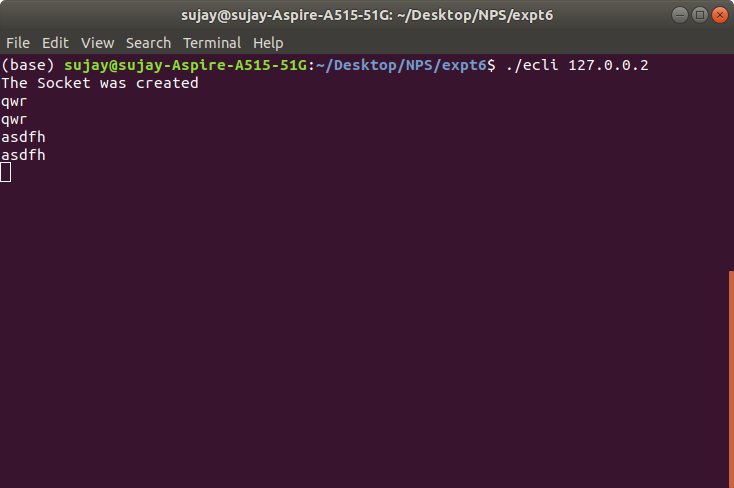 sujay@sujay-Aspire-A515-51G: ~/Desktop/NPS/expt6
File Edit View Search Terminal Help
(base) sujay@sujay-Aspire-A515-51G:~/Desktop/NPS/expt6$ ./ecli 127.0.0.2
The Socket was created
qwr
qwr
asdfh
asdfh